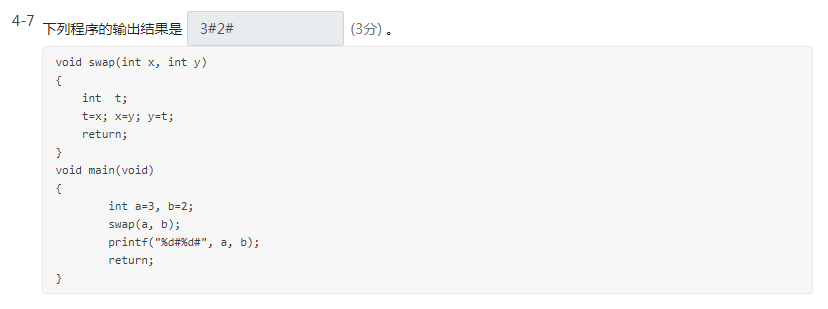 4-7 下列程序的输出结果是 3#2# (3分) 。
void swap(int x, int y)
{
    int  t;
    t=x; x=y; y=t;
    return;
}
void main(void)
{
        int a=3, b=2;
        swap(a, b);
        printf("%d#%d#", a, b);
        return;
}